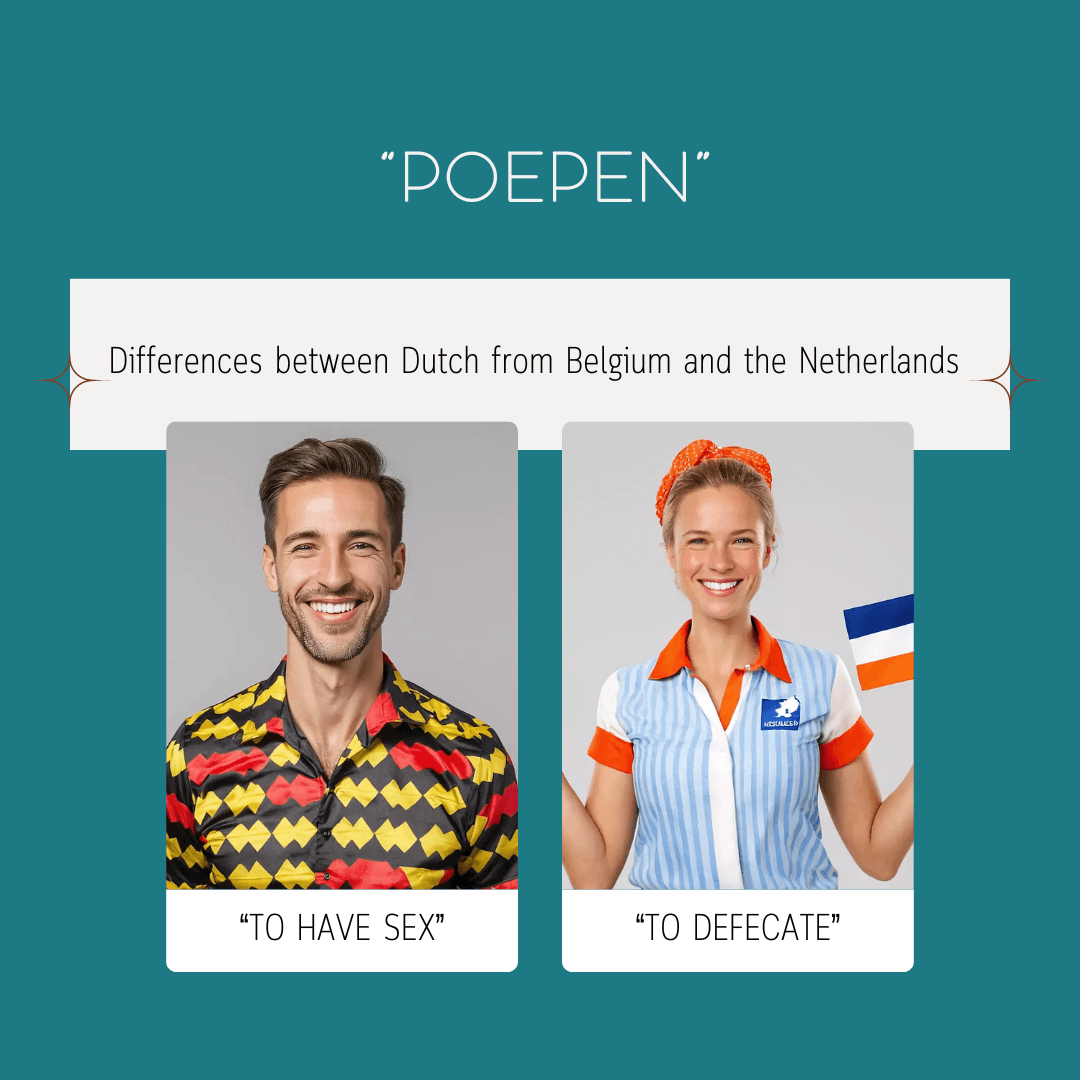 “POEPEN”
Differences between Dutch from Belgium and the Netherlands
“TO HAVE SEX”
“TO DEFECATE”